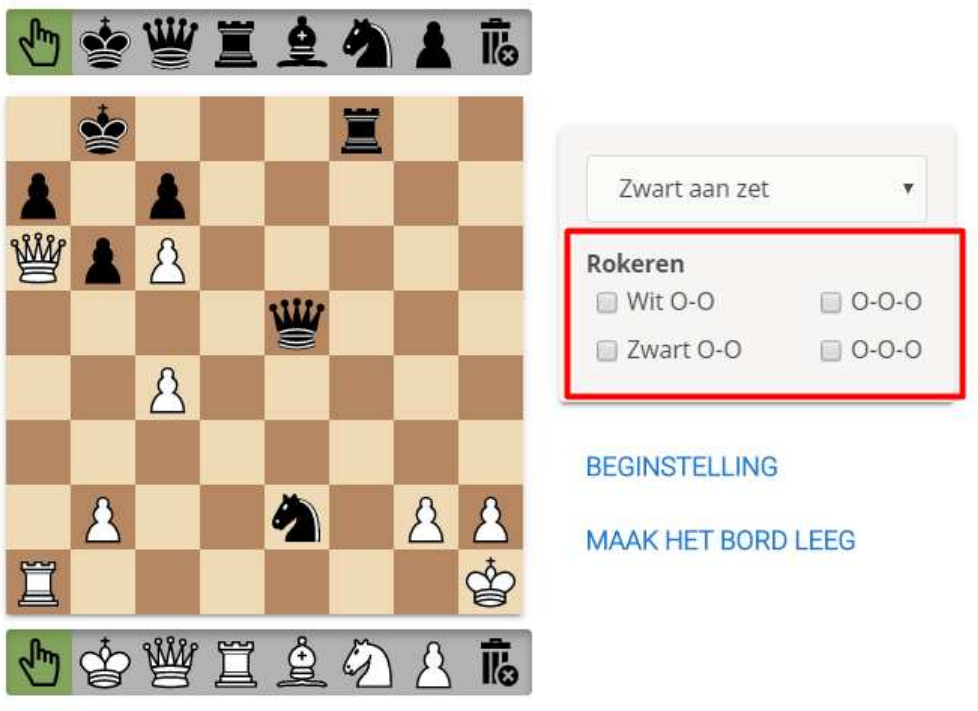 Zwart aan zet
Rokeren
Wit O-O O-O-O
Zwart O-O O-O-O
BEGINSTELLING
MAAK HET BORD LEEG